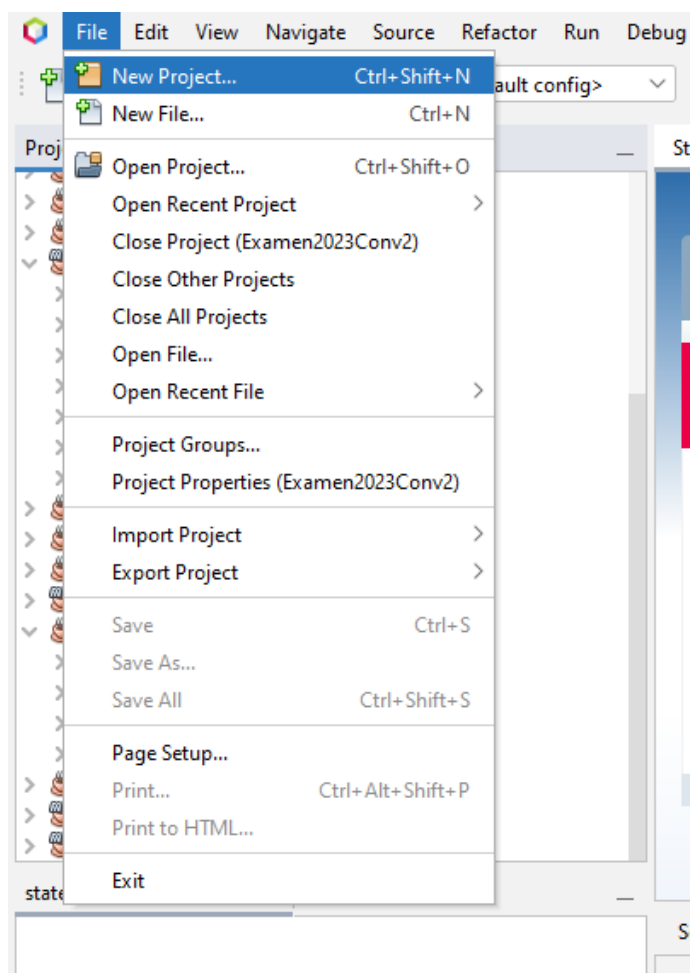 File Edit View Navigate Source Refactor Run Debug
New Project... Ctrl+Shift+N
ault config>
New File... Ctrl+N
Proj
St
Open Project... Ctrl+Shift+O
Open Recent Project
Close Project (Examen2023Conv2)
Close Other Projects
Close All Projects
Open File...
Open Recent File
Project Groups...
Project Properties (Examen2023Conv2)
Import Project
Export Project
Save Ctrl+S
Save As...
Save All Ctrl+Shift+S
Page Setup...
Print... Ctrl+Alt+Shift+P
Print to HTML...
Exit
state
S